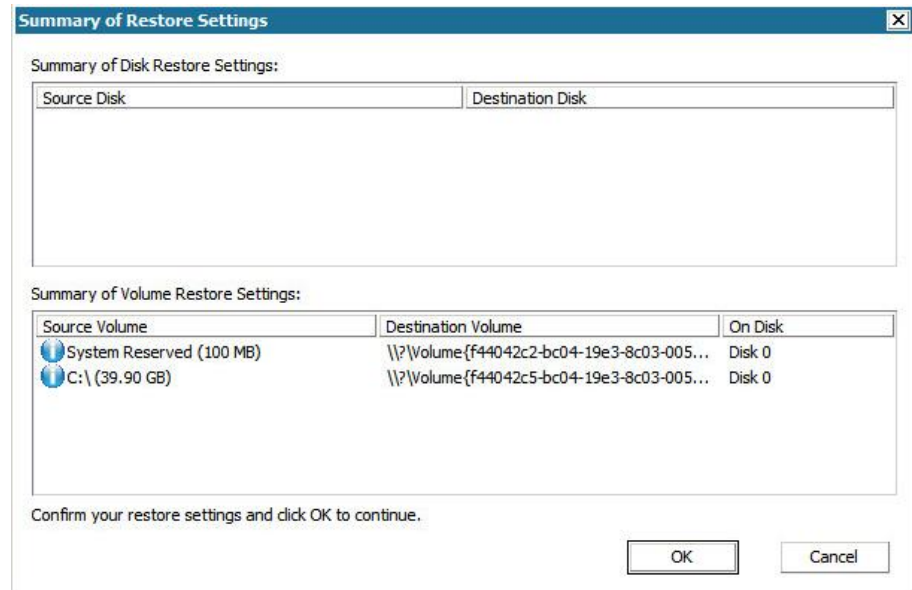 Summary of Restore Settings
Summary of Disk Restore Settings:
Source Disk Destination Disk
Summary of Volume Restore Settings:
Source Volume Destination Volume On Disk
System Reserved (100 MB) \\?\Volume{f44042c2-bc04-19e3-8c03-005... Disk 0
C:\ (39.90 GB) \\?\Volume{f44042c5-bc04-19e3-8c03-005... Disk 0
Confirm your restore settings and click OK to continue.
OK Cancel